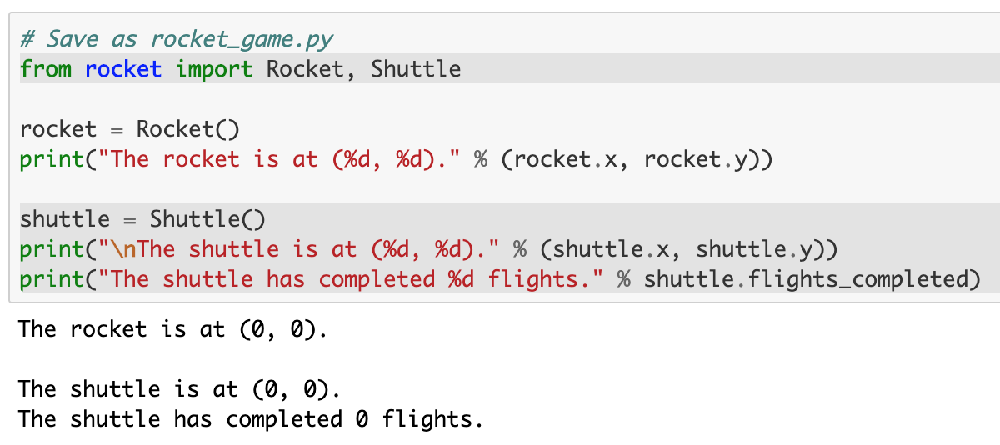 # Save as rocket_game.py
from rocket import Rocket, Shuttle
rocket = Rocket()
print("The rocket is at (%d, %d)." % (rocket.x, rocket.y))
shuttle = Shuttle()
print("\nThe shuttle is at (%d, %d)." % (shuttle.x, shuttle.y))
print("The shuttle has completed %d flights." % shuttle.flights_completed)
The rocket is at (0, 0).
The shuttle is at (0, 0).
The shuttle has completed 0 flights.